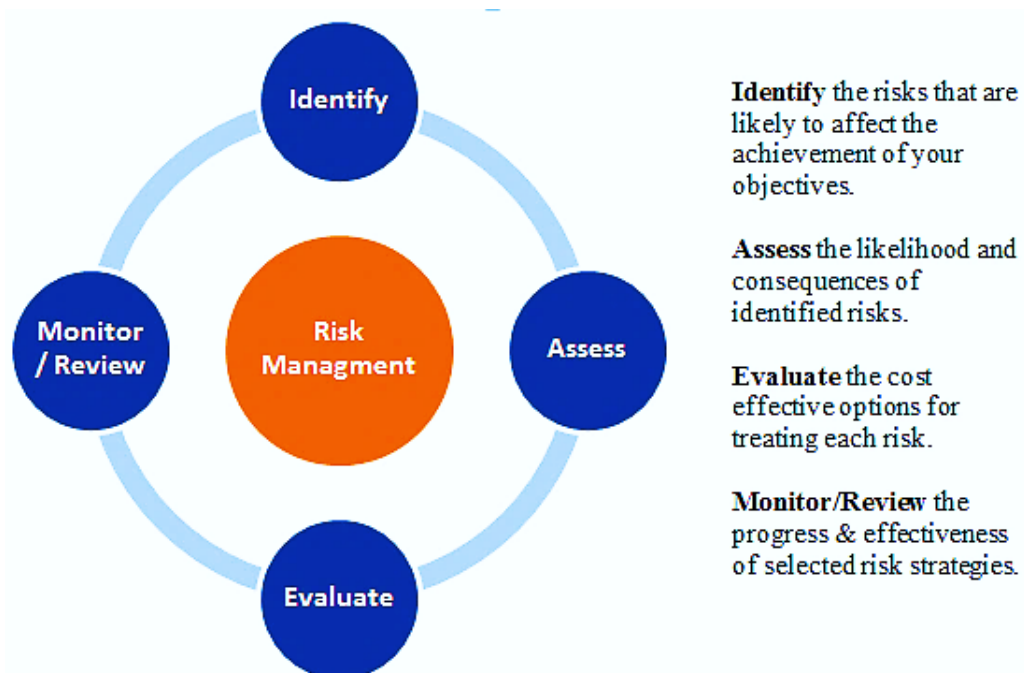 Identify
Monitor
/ Review
Risk
Managment
Assess
Evaluate
Identify the risks that are
likely to affect the
achievement of your
objectives.
Assess the likelihood and
consequences of
identified risks.
Evaluate the cost
effective options for
treating each risk.
Monitor/Review the
progress & effectiveness
of selected risk strategies.